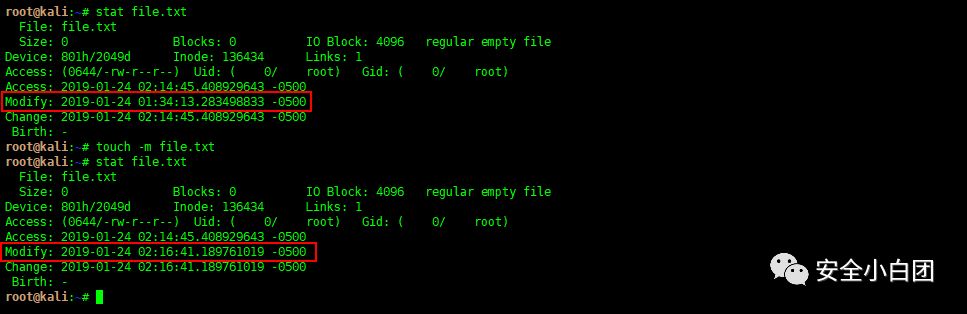 root@kali:~# stat file.txt
  File: file.txt
  Size: 0               Blocks: 0          IO Block: 4096   regular empty file
Device: 801h/2049d      Inode: 136434      Links: 1
Access: (0644/-rw-r--r--)  Uid: (    0/    root)   Gid: (    0/    root)
Access: 2019-01-24 02:14:45.408929643 -0500
Modify: 2019-01-24 01:34:13.283498833 -0500
Change: 2019-01-24 02:14:45.408929643 -0500
 Birth: -
root@kali:~# touch -m file.txt
root@kali:~# stat file.txt
  File: file.txt
  Size: 0               Blocks: 0          IO Block: 4096   regular empty file
Device: 801h/2049d      Inode: 136434      Links: 1
Access: (0644/-rw-r--r--)  Uid: (    0/    root)   Gid: (    0/    root)
Access: 2019-01-24 02:14:45.408929643 -0500
Modify: 2019-01-24 02:16:41.189761019 -0500
Change: 2019-01-24 02:16:41.189761019 -0500
 Birth: -
root@kali:~#
安全小白团